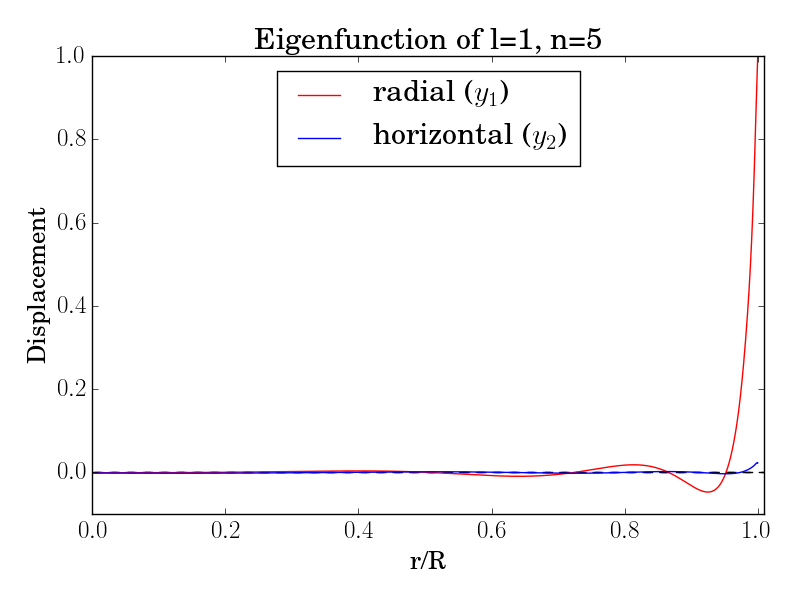 Eigenfunction of l=1, n=5
radial (y₁)
horizontal (y₂)
Displacement
1.0
0.8
0.6
0.4
0.2
0.0
0.0 0.2 0.4 0.6 0.8 1.0
r/R